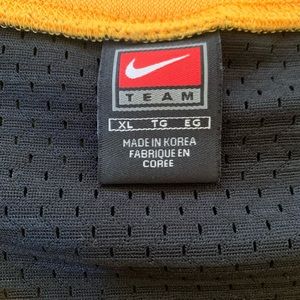 TEAM
XL TG EG
MADE IN KOREA
FABRIQUE EN
COREE